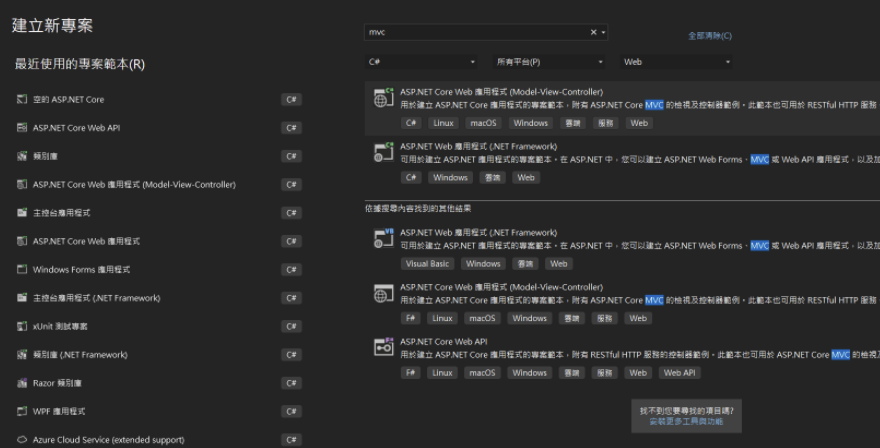 建立新專案
最近使用的專案範本(R)
空的 ASP.NET Core C#
ASP.NET Core Web API C#
類別庫 C#
ASP.NET Core Web 應用程式 (Model-View-Controller) C#
主控台應用程式 C#
ASP.NET Core Web 應用程式 C#
Windows Forms 應用程式 C#
主控台應用程式 (.NET Framework) C#
xUnit 測試專案 C#
類別庫 (.NET Framework) C#
Razor 類別庫 C#
WPF 應用程式 C#
Azure Cloud Service (extended support) C#
mvc
全部清除(C)
C# 所有平台(P) Web
ASP.NET Core Web 應用程式 (Model-View-Controller)
用於建立 ASP.NET Core 應用程式的專案範本，附有 ASP.NET Core MVC 的檢視及控制器範例。此範本也可用於 RESTful HTTP 服務。
C# Linux macOS Windows 雲端 服務 Web
ASP.NET Web 應用程式 (.NET Framework)
可用於建立 ASP.NET 應用程式的專案範本。在 ASP.NET 中，您可以建立 ASP.NET Web Forms、MVC 或 Web API 應用程式，以及加
C# Windows 雲端 Web
依據搜尋內容找到的其他結果
ASP.NET Web 應用程式 (.NET Framework)
可用於建立 ASP.NET 應用程式的專案範本。在 ASP.NET 中，您可以建立 ASP.NET Web Forms、MVC 或 Web API 應用程式，以及加
Visual Basic Windows 雲端 Web
ASP.NET Core Web 應用程式 (Model-View-Controller)
用於建立 ASP.NET Core 應用程式的專案範本，附有 ASP.NET Core MVC 的檢視及控制器範例。此範本也可用於 RESTful HTTP 服務。
F# Linux macOS Windows 雲端 服務 Web
ASP.NET Core Web API
用於建立 ASP.NET Core 應用程式的專案範本，附有 RESTful HTTP 服務的控制器範例。此範本也可用於 ASP.NET Core MVC 的檢視及
F# Linux macOS Windows 雲端 服務 Web Web API
找不到您要尋找的項目嗎?
安裝更多工具與功能